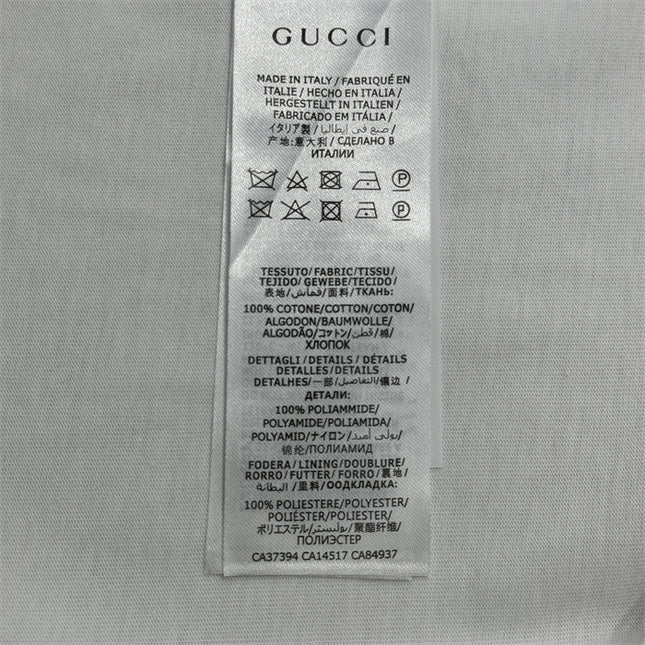 GUCCI
MADE IN ITALY / FABRIQUÉ EN
ITALIE / HECHO EN ITALIA /
HERGESTELLT IN ITALIEN /
FABRICADO EM ITÁLIA /
イタリア製 / صنع في إيطاليا /
产地:意大利 / СДЕЛАНО В
ИТАЛИИ
P
P
TESSUTO/FABRIC/TISSU/
TEJIDO/GEWEBE/TECIDO/
表地/قماش/面料/ТКАНЬ:
100% COTONE/COTTON/COTON/
ALGODON/BAUMWOLLE/
ALGODÃO/コットン/قطن/棉/
ХЛОПОК
DETTAGLI/DETAILS/ DÉTAILS
DETALLES/DETAILS
DETALHES/一部/التفاصيل/镶边 /
ДЕТАЛИ:
100% POLIAMMIDE/
POLYAMIDE/POLIAMIDA/
POLYAMID/ナイロン/بولي أميد/
锦纶/ПОЛИАМИД
FODERA / LINING/DOUBLURE/
RORRO/FUTTER/ FORRO/裏地/
البطانة/里料/ООДКЛАДКА:
100% POLIESTERE/POLYESTER/
POLIÉSTER/POLIESTER/
ポリエステル/بوليستر/聚酯纤维/
ПОЛИЭСТЕР
CA37394 CA14517 CA84937